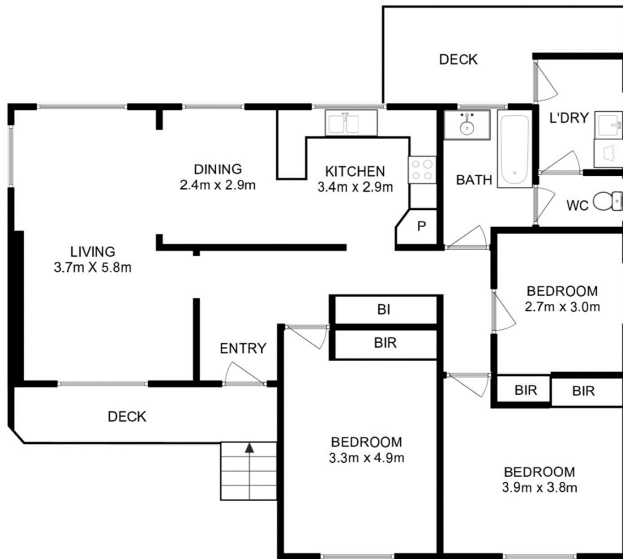 DECK
L'DRY
DINING
2.4m x 2.9m
KITCHEN
3.4m x 2.9m
BATH
WC
P
LIVING
3.7m X 5.8m
BEDROOM
2.7m x 3.0m
BI
ENTRY
BIR
BIR
BIR
DECK
BEDROOM
3.3m x 4.9m
BEDROOM
3.9m x 3.8m